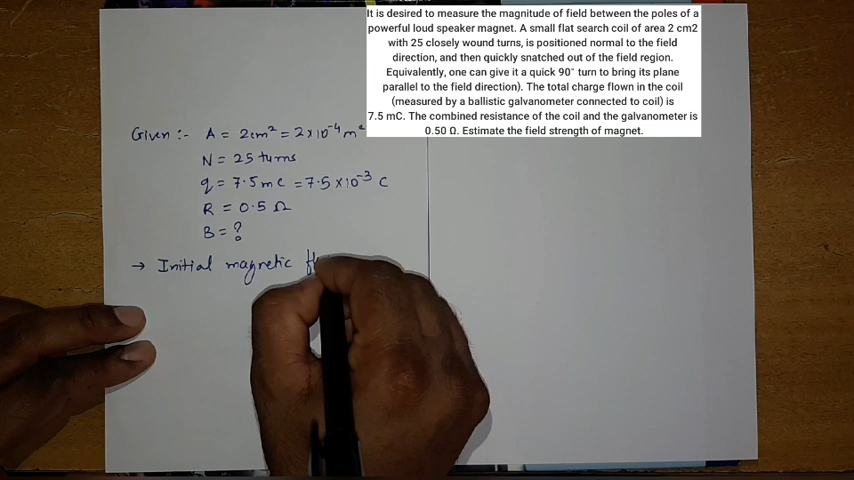 It is desired to measure the magnitude of field between the poles of a
powerful loud speaker magnet. A small flat search coil of area 2 cm2
with 25 closely wound turns, is positioned normal to the field
direction, and then quickly snatched out of the field region.
Equivalently, one can give it a quick 90° turn to bring its plane
parallel to the field direction). The total charge flown in the coil
(measured by a ballistic galvanometer connected to coil) is
7.5 mC. The combined resistance of the coil and the galvanometer is
0.50 Ω. Estimate the field strength of magnet.
Given :- A = 2cm² = 2×10⁻⁴ m²
N = 25 turns
q = 7.5 mC = 7.5 ×10⁻³ C
R = 0.5 Ω
B = ?
→ Initial magnetic